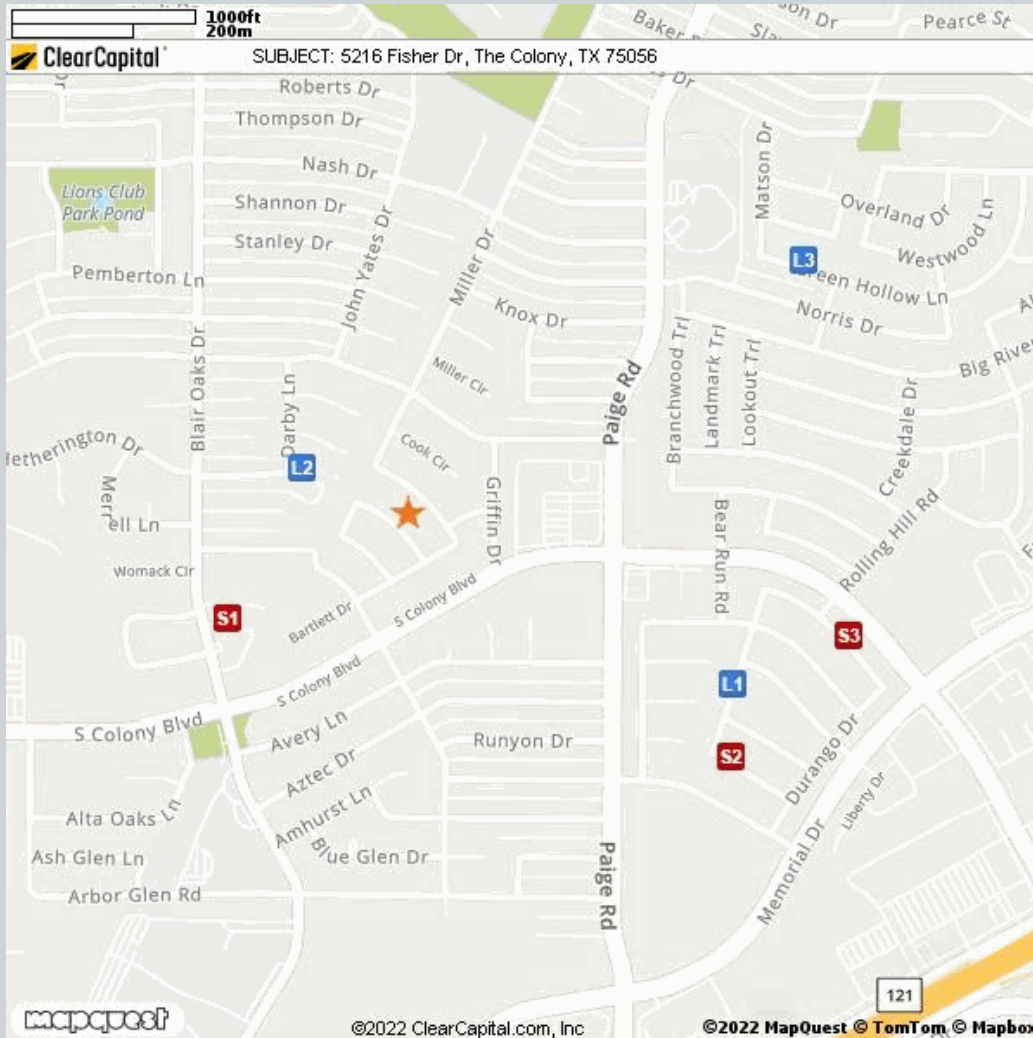 1000ft
200m
ClearCapital
SUBJECT: 5216 Fisher Dr, The Colony, TX 75056
Baker
son Dr
Pearce St
Roberts Dr
Thompson Dr
Nash Dr
Matson Dr
Lions Club
Park Pond
Shannon Dr
Stanley Dr
John Yates Dr
Miller Dr
Overland Dr
Westwood Ln
L3
Pemberton Ln
Green Hollow Ln
Knox Dr
Norris Dr
Blair Oaks Dr
Miller Cir
Branchwood Trl
Landmark Trl
Lookout Trl
Big River
Paige Rd
Darby Ln
Creekdale Dr
Hetherington Dr
L2
Cook Cir
Merrell Ln
Griffin Dr
Bear Run Rd
Rolling Hill Rd
Womack Cir
S Colony Blvd
Bartlett Dr
S1
S3
S Colony Blvd
L1
S Colony Blvd
Avery Ln
Runyon Dr
S2
Durango Dr
Aztec Dr
Liberty Dr
Alta Oaks Ln
Amhurst Ln
Ash Glen Ln
Blue Glen Dr
Arbor Glen Rd
Paige Rd
Memorial Dr
121
mapquest
©2022 ClearCapital.com, Inc
©2022 MapQuest © TomTom © Mapbox